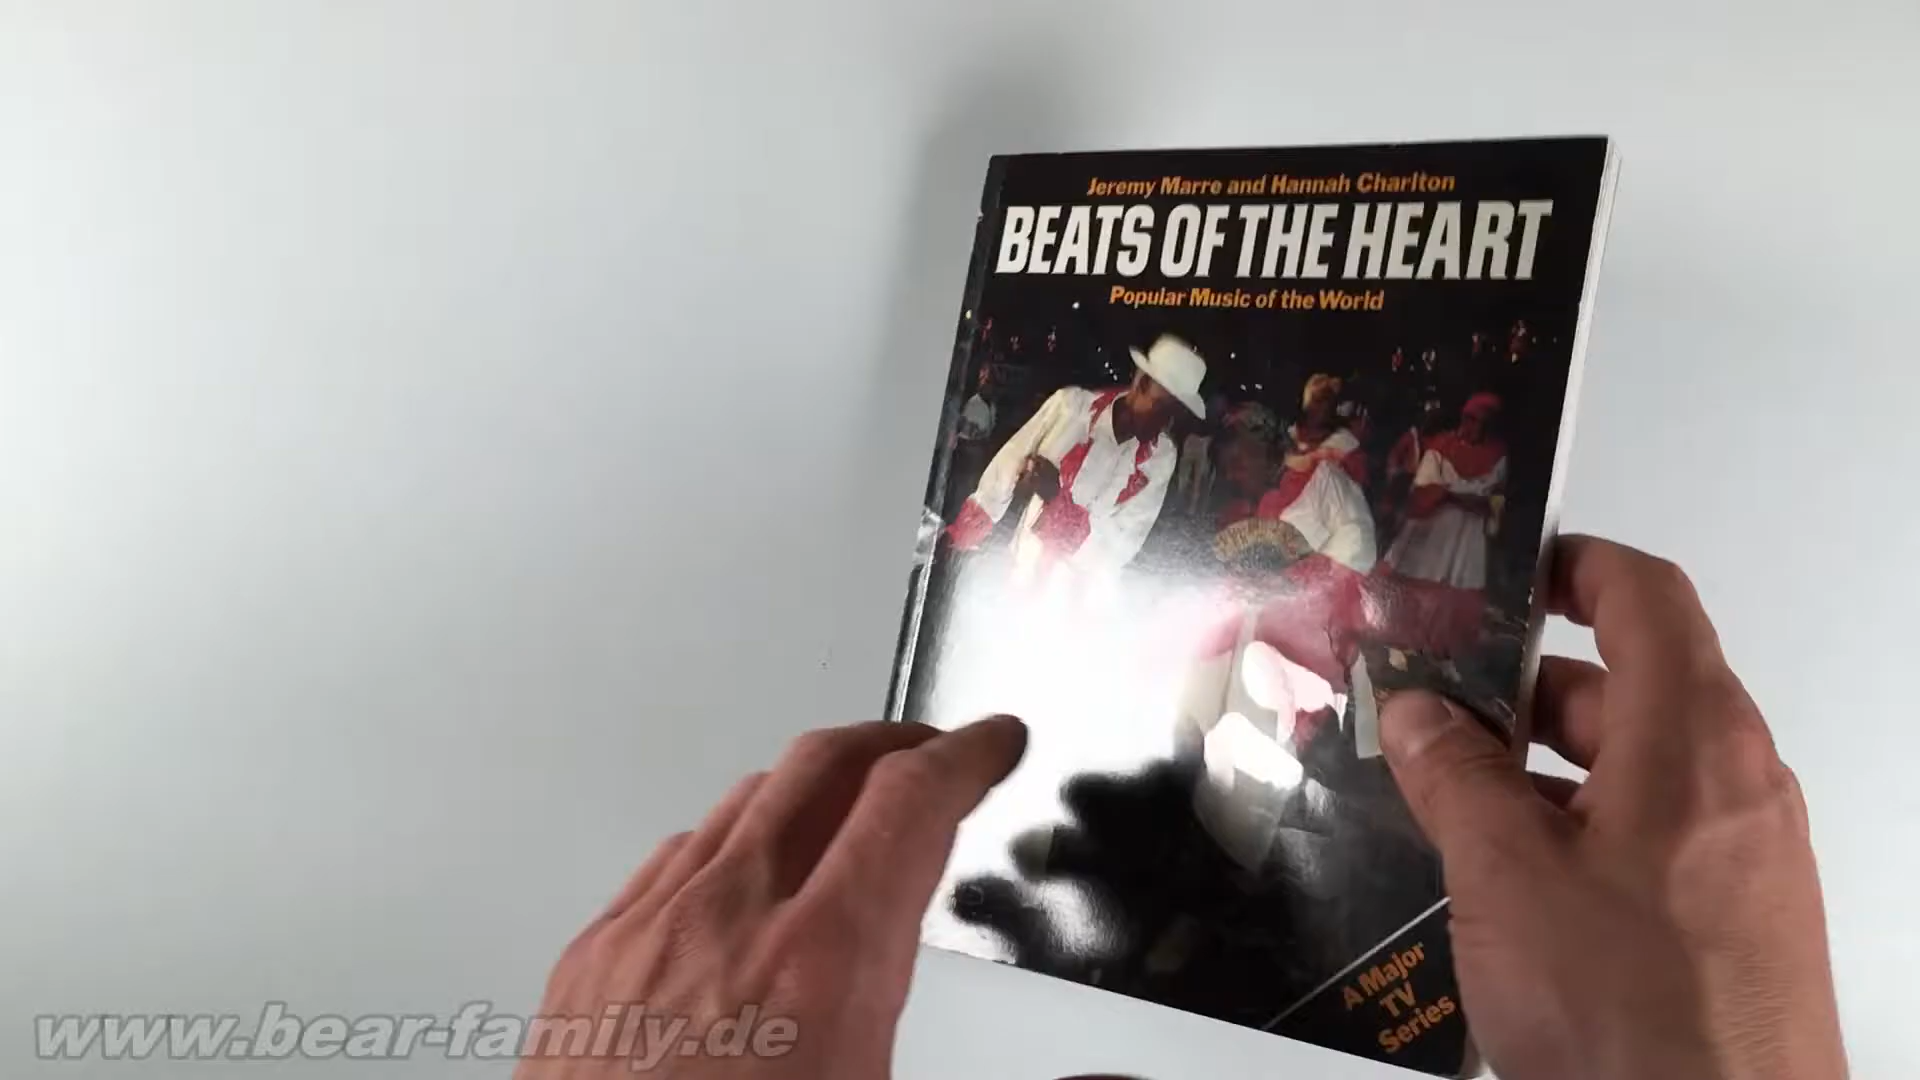 Jeremy Marre and Hannah Charlton
BEATS OF THE HEART
Popular Music of the World
A Major
TV
Series
www.bear-family.de